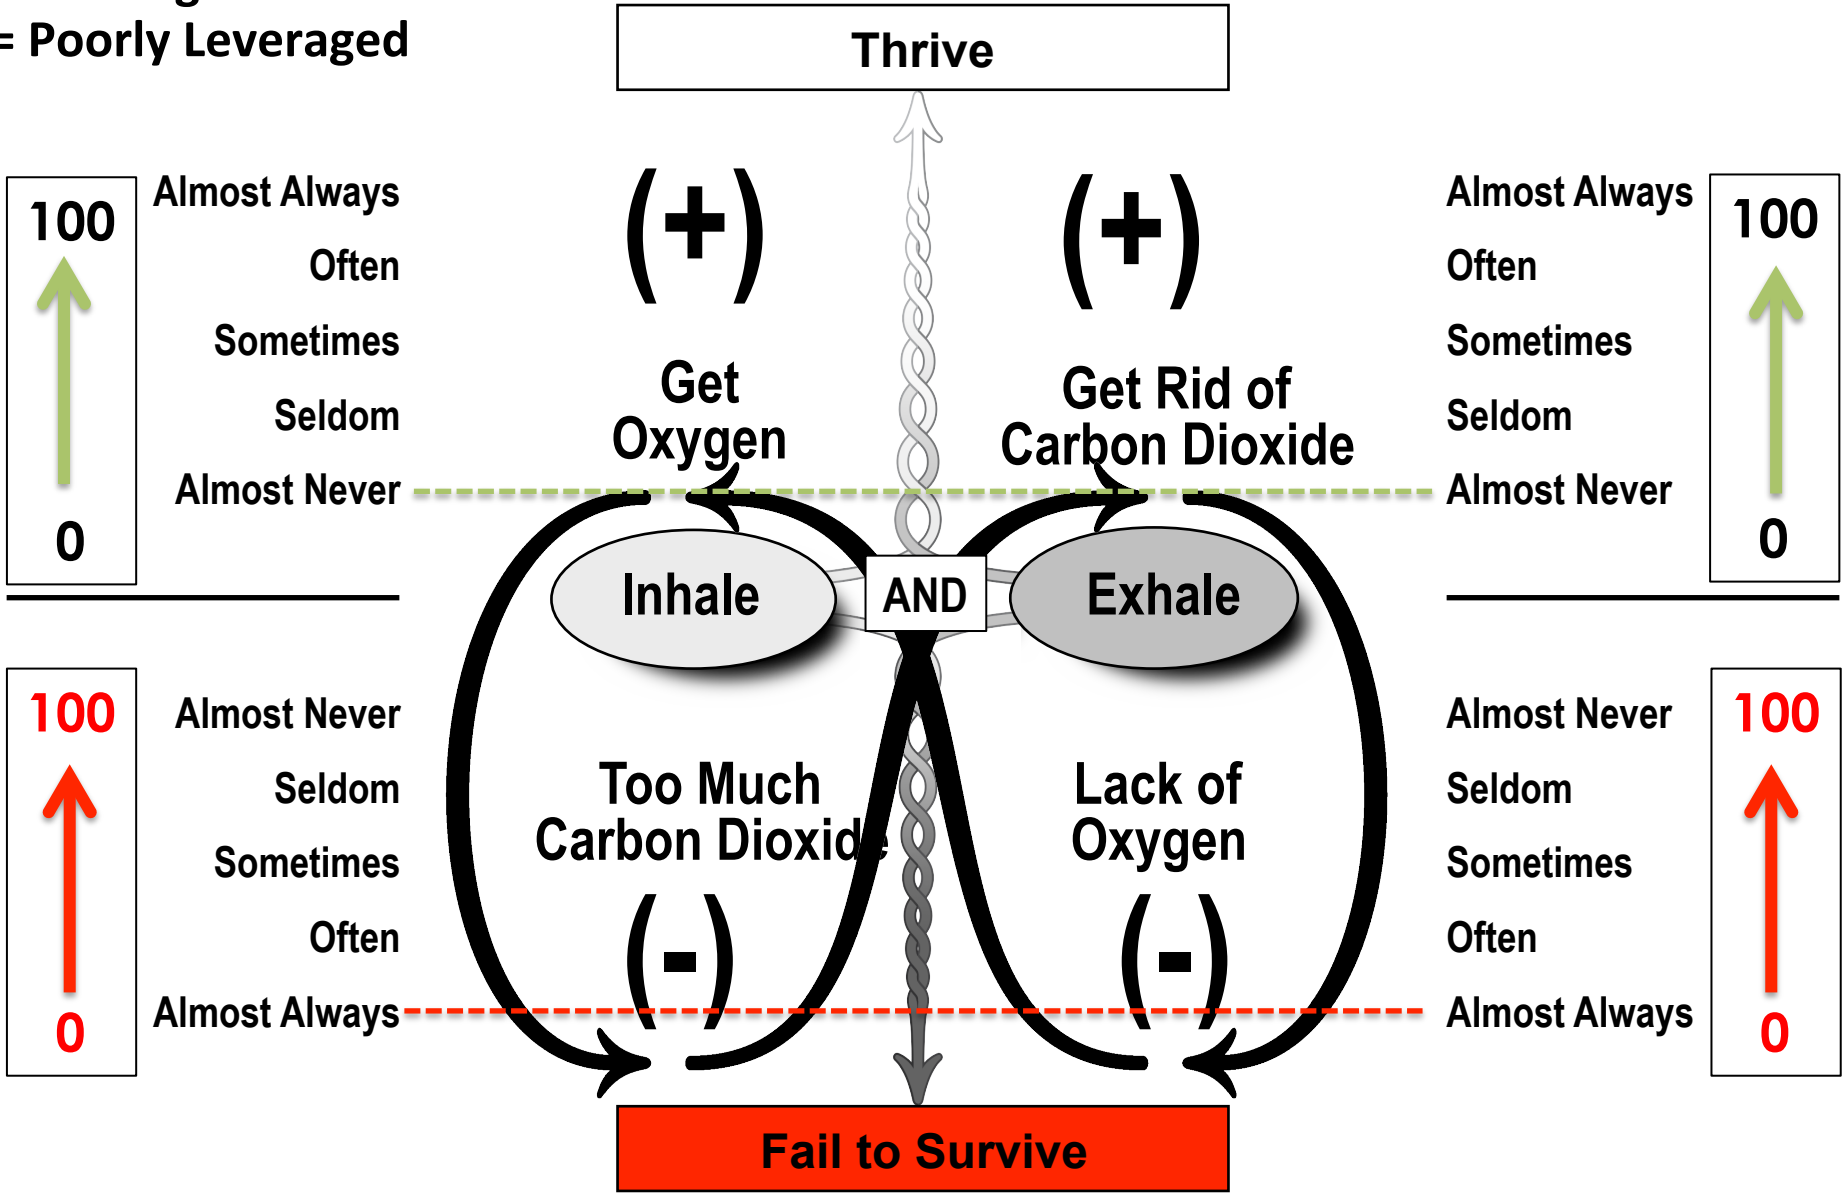 = Poorly Leveraged
Thrive
100
0
Almost Always
Often
Sometimes
Seldom
Almost Never
(+)
Get
Oxygen
(+)
Get Rid of
Carbon Dioxide
Almost Always
Often
Sometimes
Seldom
Almost Never
100
0
Inhale
AND
Exhale
100
0
Almost Never
Seldom
Sometimes
Often
Almost Always
Too Much
Carbon Dioxide
(-)
Lack of
Oxygen
(-)
Almost Never
Seldom
Sometimes
Often
Almost Always
100
0
Fail to Survive